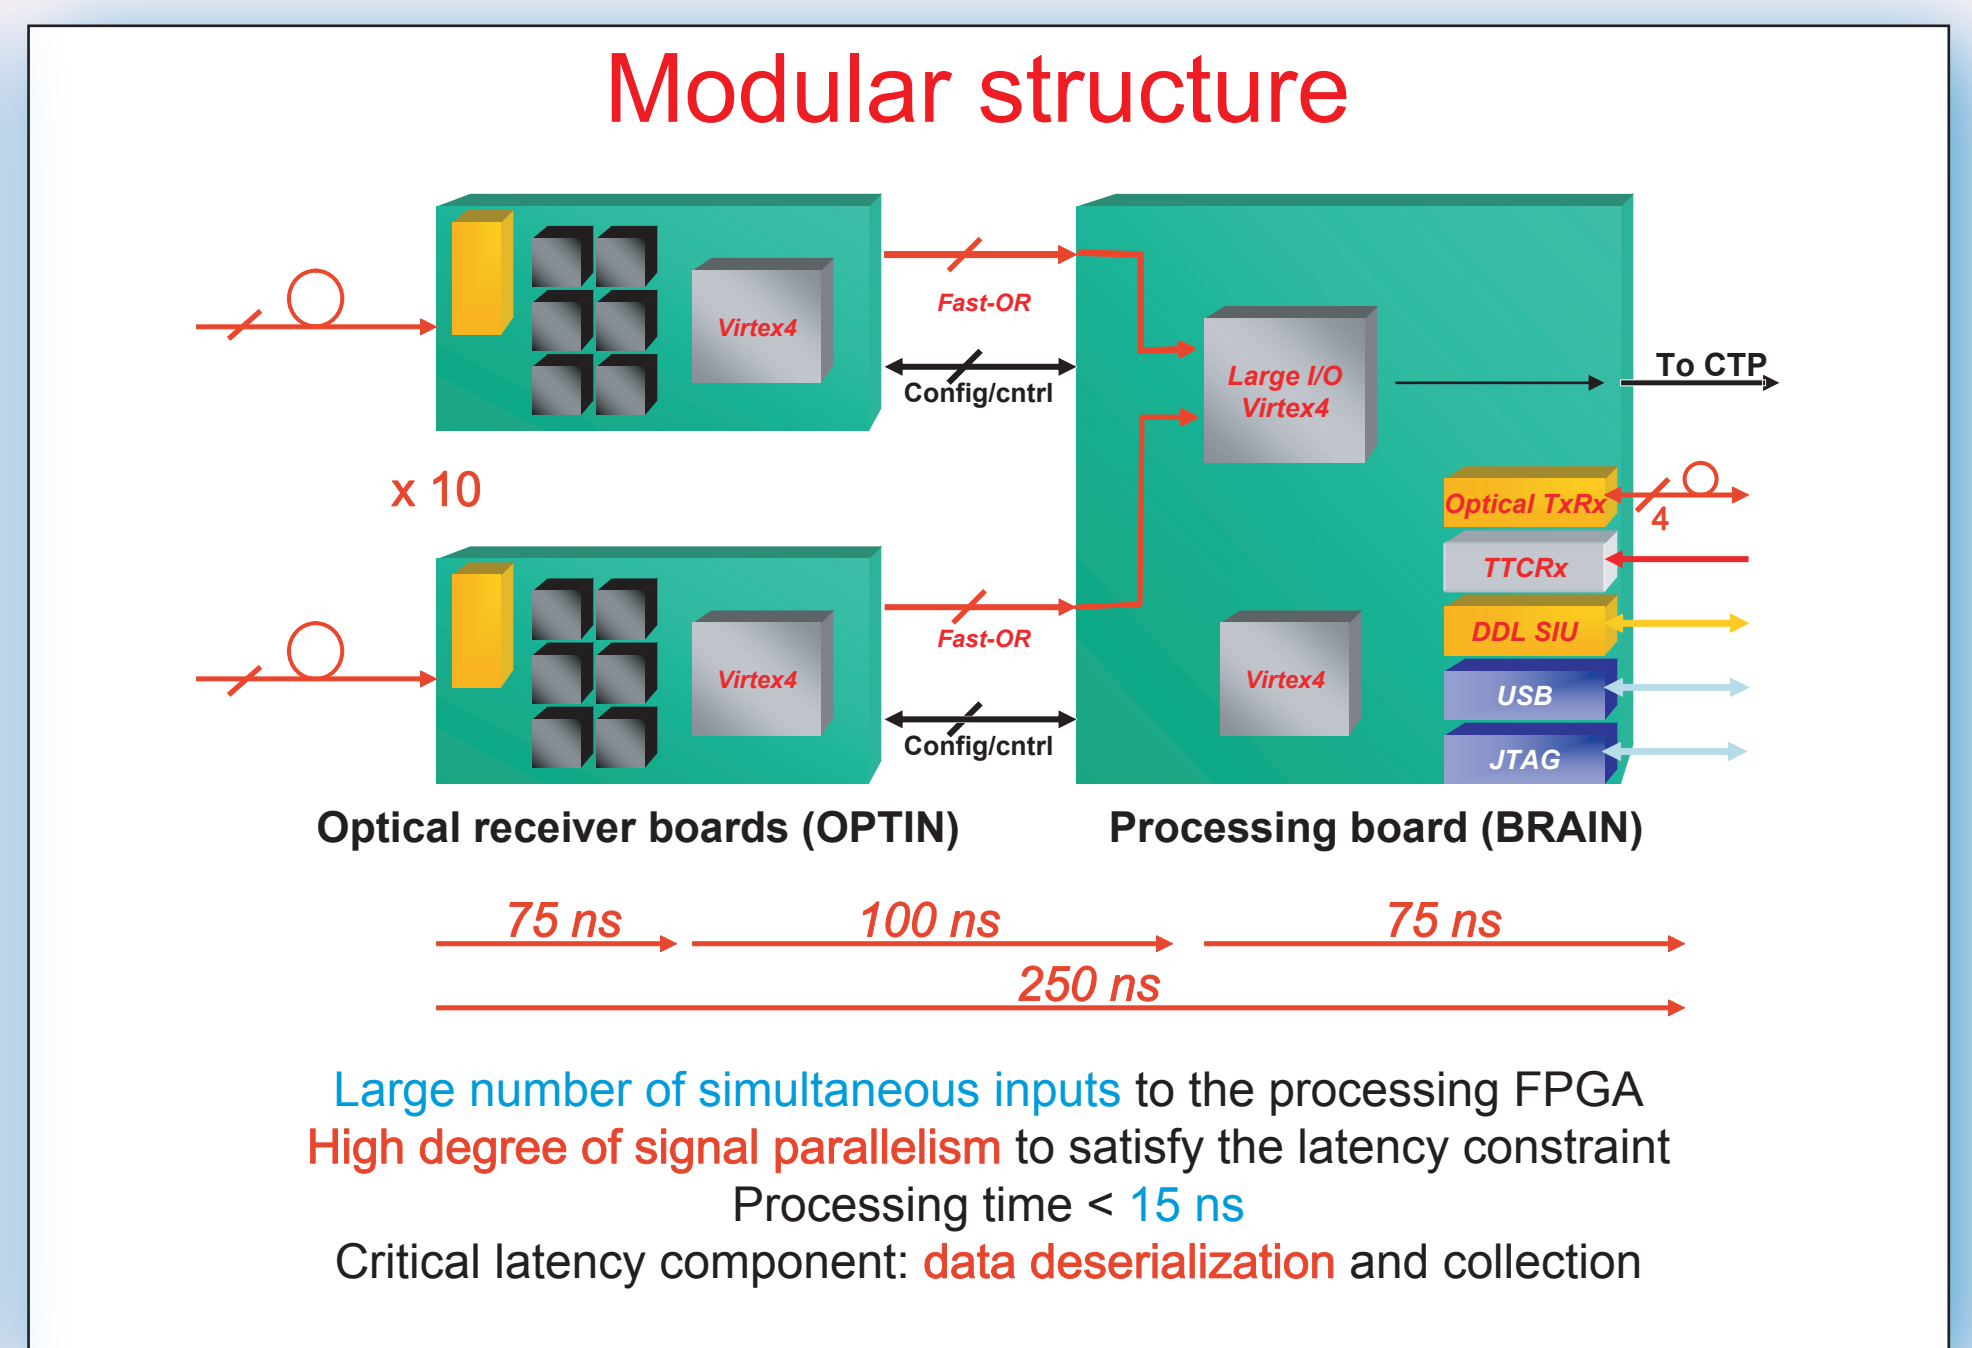 Modular structure
Virtex4
Fast-OR
Config/cntrl
Large I/O
Virtex4
To CTP
x 10
Optical TxRx
4
TTCRx
Virtex4
Fast-OR
Config/cntrl
Virtex4
DDL SIU
USB
JTAG
Optical receiver boards (OPTIN)
Processing board (BRAIN)
75 ns
100 ns
75 ns
250 ns
Large number of simultaneous inputs to the processing FPGA
High degree of signal parallelism to satisfy the latency constraint
Processing time < 15 ns
Critical latency component: data deserialization and collection